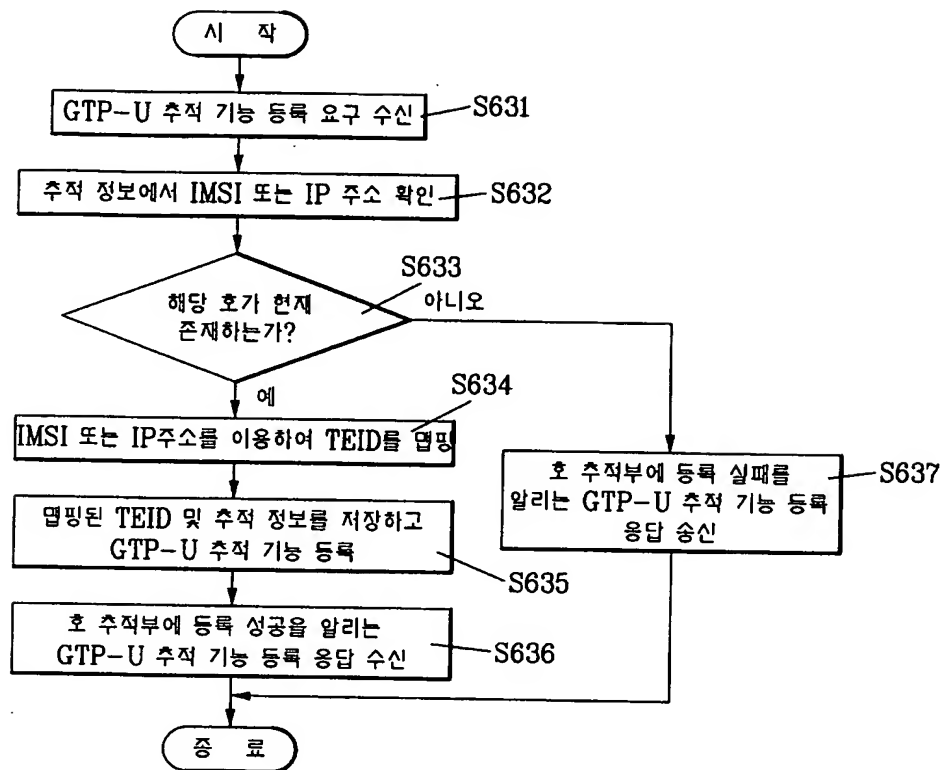 시 작
GTP-U 추적 기능 등록 요구 수신
S631
추적 정보에서 IMSI 또는 IP 주소 확인
S632
S633
해당 호가 현재
존재하는가?
아니오
예
S634
IMSI 또는 IP주소를 이용하여 TEID를 맵핑
호 추적부에 등록 실패를
알리는 GTP-U 추적 기능 등록
응답 송신
S637
맵핑된 TEID 및 추적 정보를 저장하고
GTP-U 추적 기능 등록
S635
호 추적부에 등록 성공을 알리는
GTP-U 추적 기능 등록 응답 수신
S636
종 료